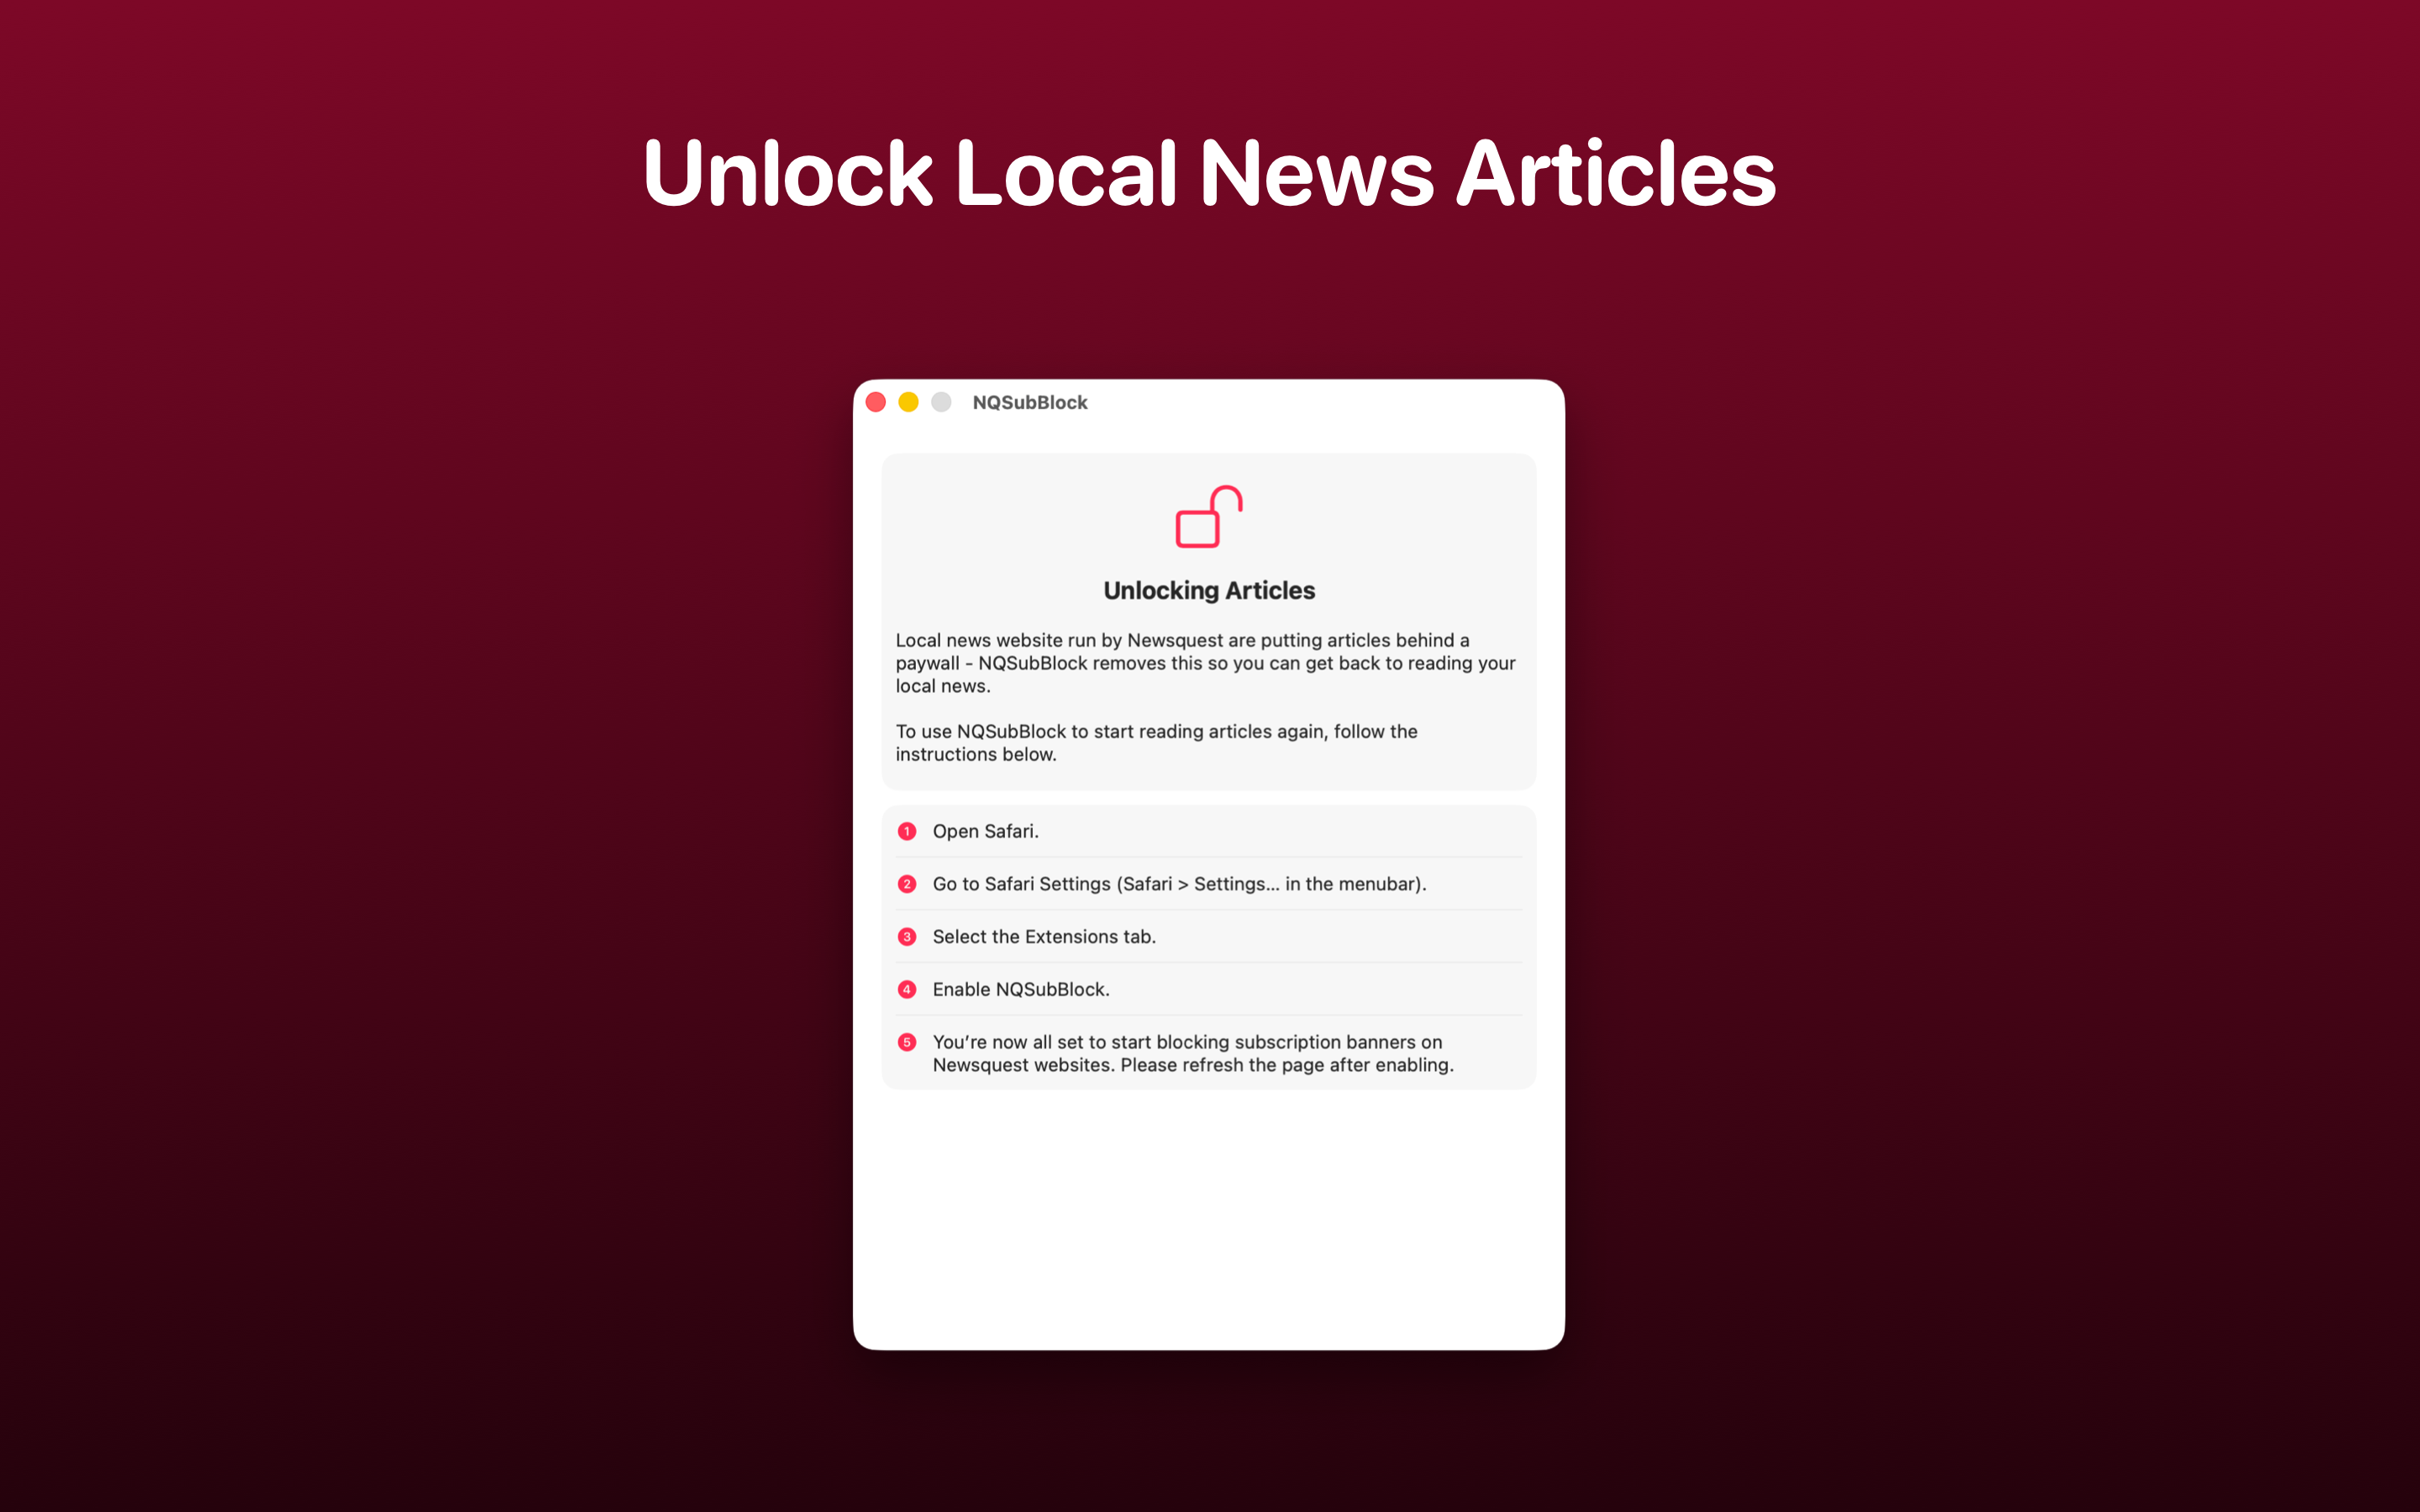 Unlock Local News Articles
NQSubBlock
Unlocking Articles
Local news website run by Newsquest are putting articles behind a
paywall - NQSubBlock removes this so you can get back to reading your
local news.
To use NQSubBlock to start reading articles again, follow the
instructions below.
1 Open Safari.
2 Go to Safari Settings (Safari > Settings... in the menubar).
3 Select the Extensions tab.
4 Enable NQSubBlock.
5 You’re now all set to start blocking subscription banners on
Newsquest websites. Please refresh the page after enabling.